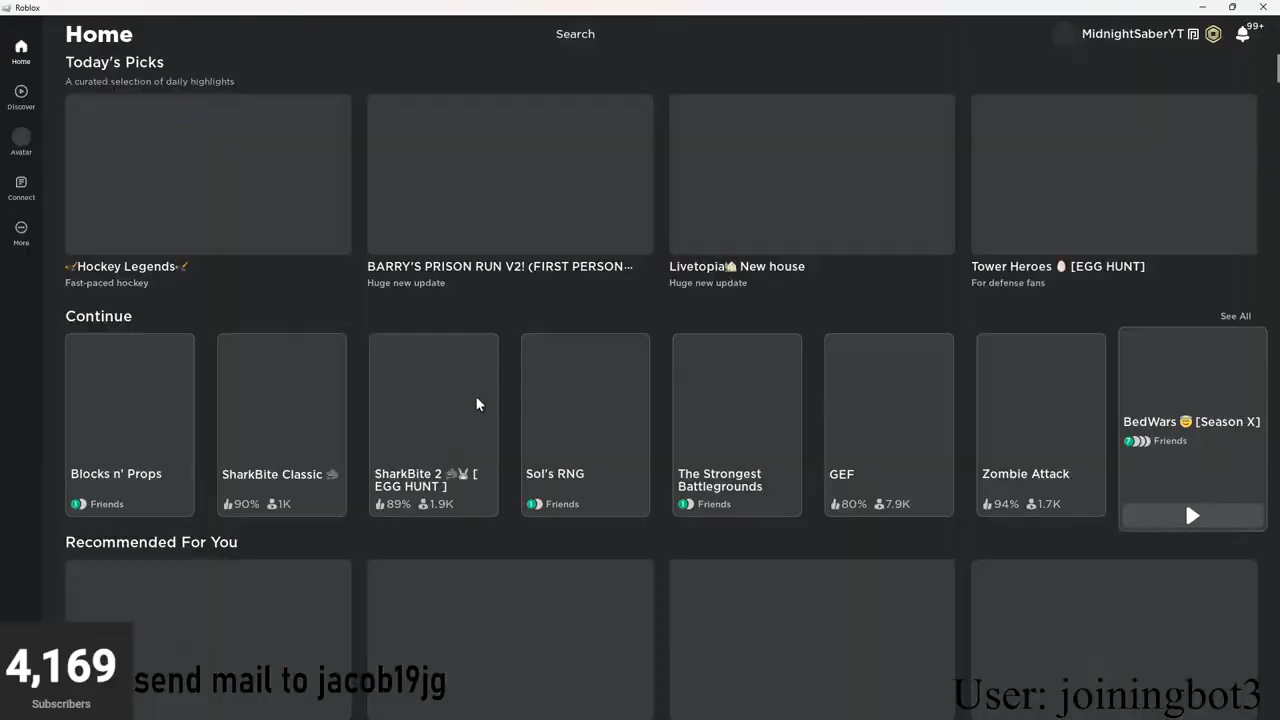 Roblox
Home
Search
MidnightSaberYT
99+
Home
Discover
Avatar
Connect
More
Today's Picks
A curated selection of daily highlights
🏒Hockey Legends🏒
Fast-paced hockey
BARRY'S PRISON RUN V2! (FIRST PERSON···
Huge new update
Livetopia🏡 New house
Huge new update
Tower Heroes 🥚 [EGG HUNT]
For defense fans
Continue
See All
Blocks n' Props
1 Friends
SharkBite Classic 🦈
90% 1K
SharkBite 2 🦈🐰 [
EGG HUNT ]
89% 1.9K
Sol's RNG
1 Friends
The Strongest
Battlegrounds
1 Friends
GEF
80% 7.9K
Zombie Attack
94% 1.7K
BedWars 😇 [Season X]
7 Friends
Recommended For You
4,169
Subscribers
send mail to jacob19jg
User: joiningbot3